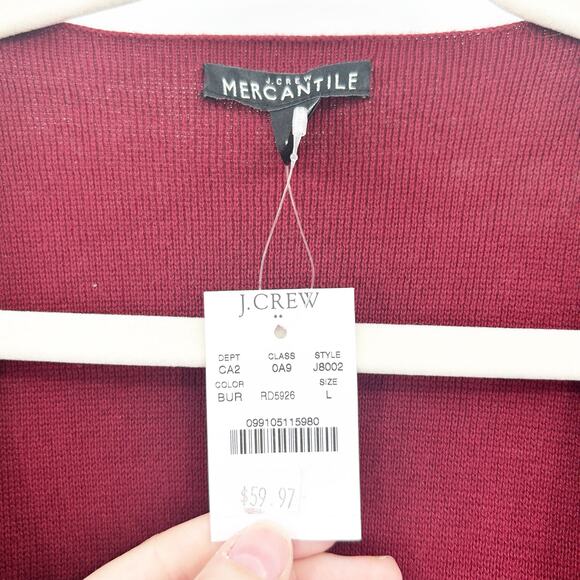 J.CREW
MERCANTILE
J.CREW
DEPT CLASS STYLE
CA2 0A9 J8002
COLOR SIZE
BUR RD5926 L
099105115980
$59.97